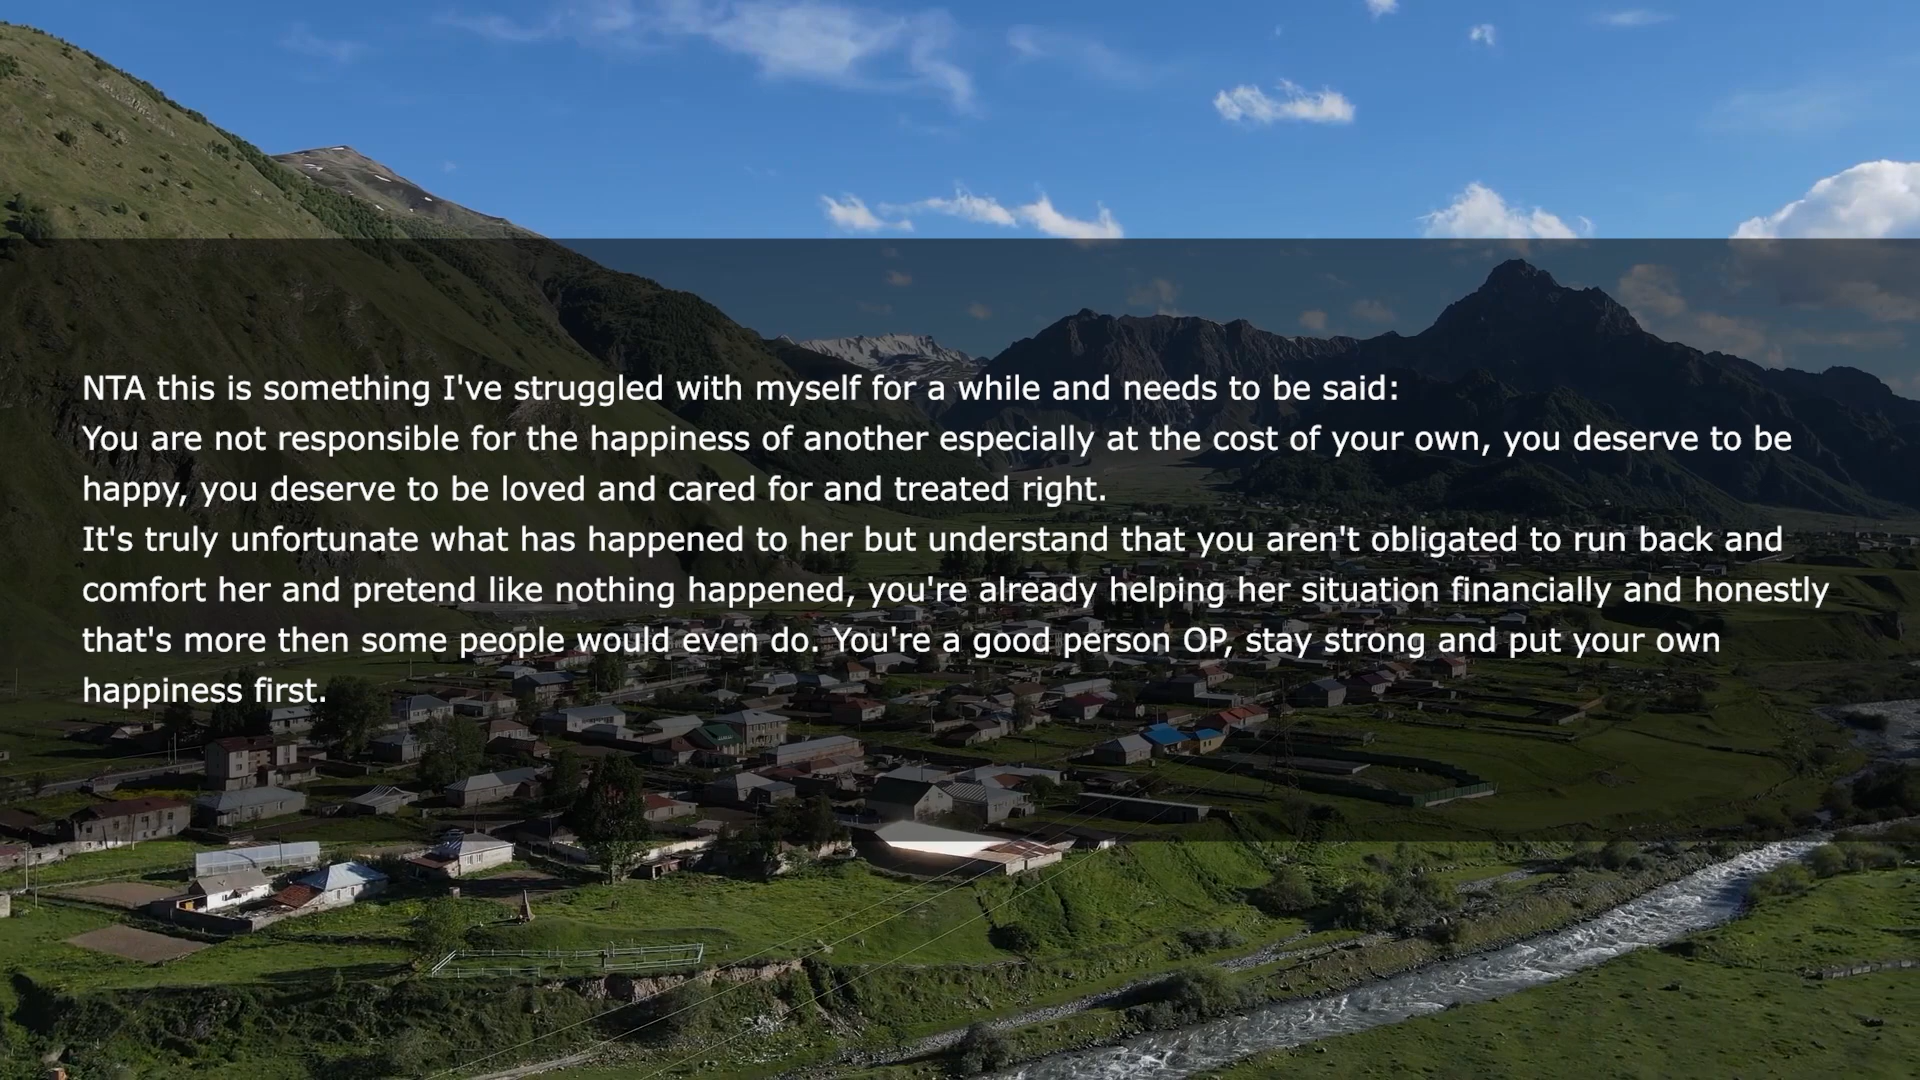 NTA this is something I've struggled with myself for a while and needs to be said:
You are not responsible for the happiness of another especially at the cost of your own, you deserve to be
happy, you deserve to be loved and cared for and treated right.
It's truly unfortunate what has happened to her but understand that you aren't obligated to run back and
comfort her and pretend like nothing happened, you're already helping her situation financially and honestly
that's more then some people would even do. You're a good person OP, stay strong and put your own
happiness first.